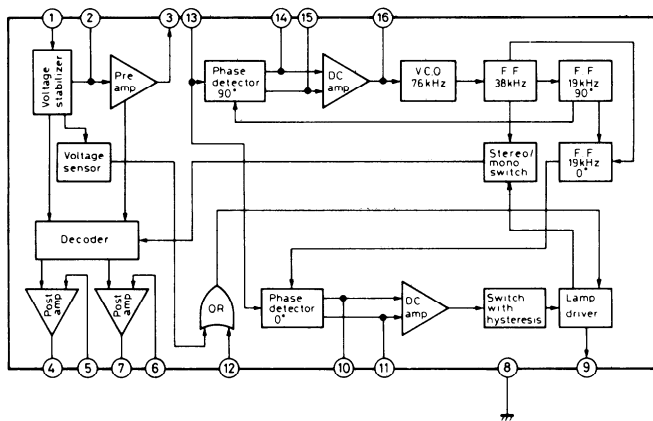 1
2
3
13
14
15
16
Voltage
stabilizer
Pre
amp
Phase
detector
90°
DC
amp
V.C.O
76kHz
F F
38kHz
F.F
19kHz
90°
Voltage
sensor
Stereo/
mono
switch
F. F
19kHz
0°
Decoder
Post
amp
Post
amp
OR
Phase
detector
0°
DC
amp
Switch
with
hysteresis
Lamp
driver
4
5
7
6
12
10
11
8
9